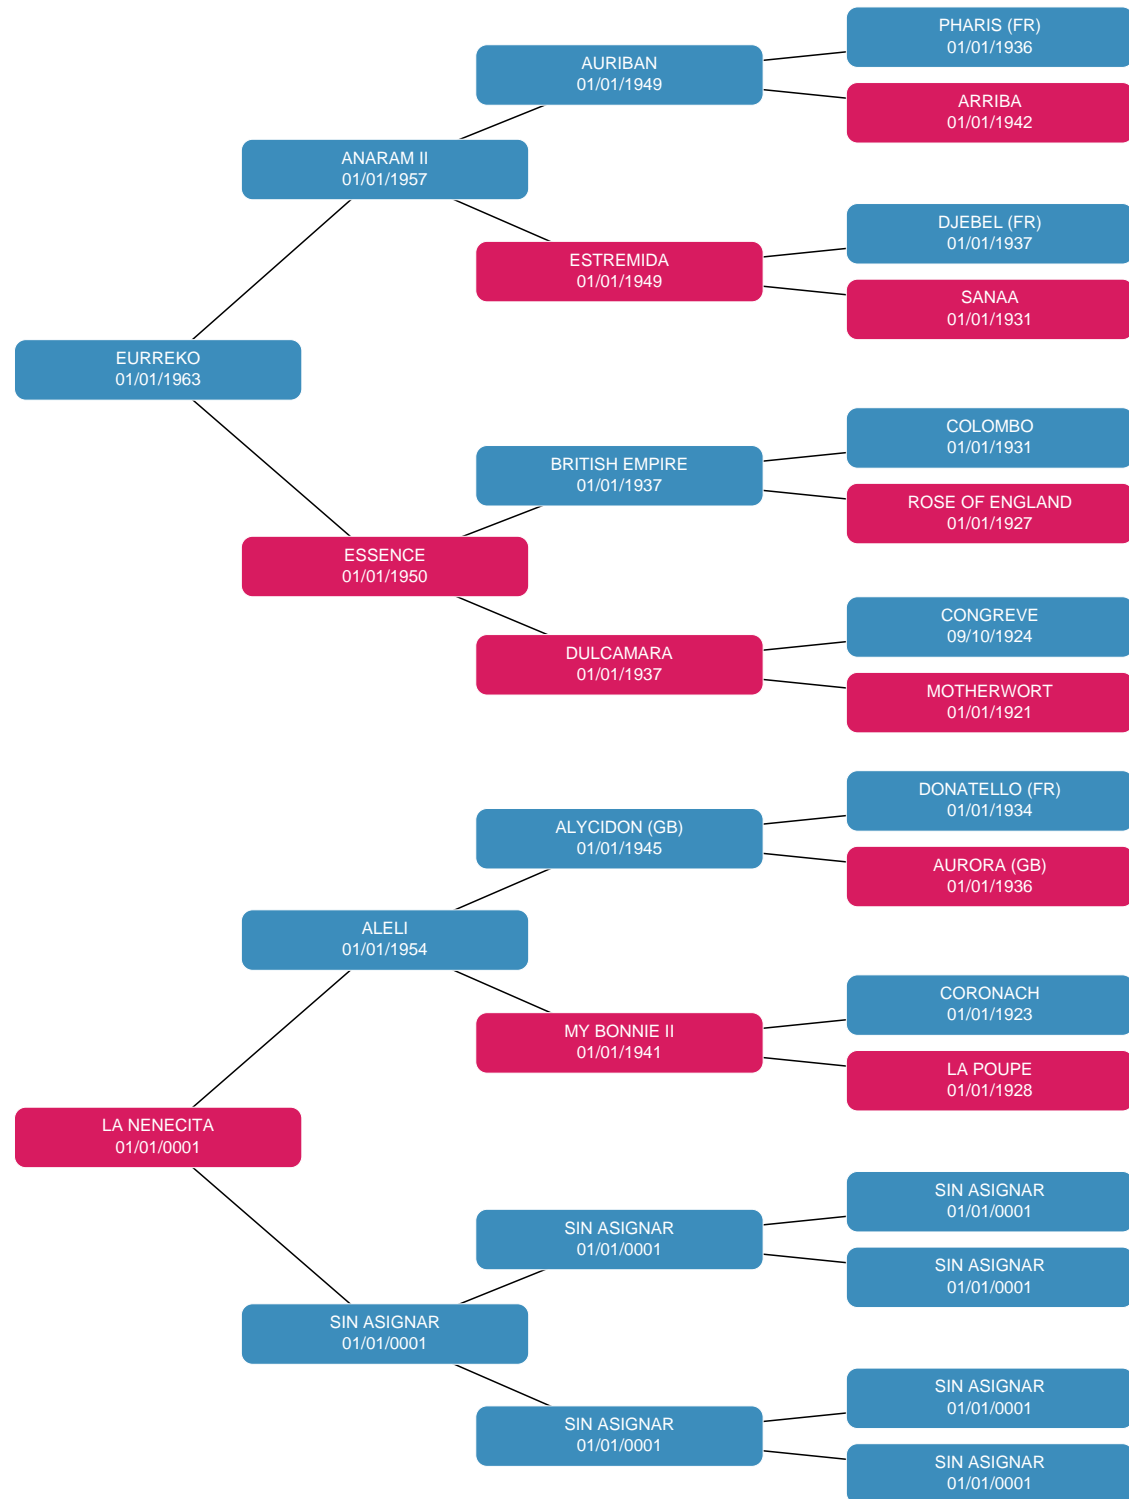 PHARIS (FR)
01/01/1936
AURIBAN
01/01/1949
ARRIBA
01/01/1942
ANARAM II
01/01/1957
DJEBEL (FR)
01/01/1937
ESTREMIDA
01/01/1949
SANAA
01/01/1931
EURREKO
01/01/1963
COLOMBO
01/01/1931
BRITISH EMPIRE
01/01/1937
ROSE OF ENGLAND
01/01/1927
ESSENCE
01/01/1950
CONGREVE
09/10/1924
DULCAMARA
01/01/1937
MOTHERWORT
01/01/1921
DONATELLO (FR)
01/01/1934
ALYCIDON (GB)
01/01/1945
AURORA (GB)
01/01/1936
ALELI
01/01/1954
CORONACH
01/01/1923
MY BONNIE II
01/01/1941
LA POUPE
01/01/1928
LA NENECITA
01/01/0001
SIN ASIGNAR
01/01/0001
SIN ASIGNAR
01/01/0001
SIN ASIGNAR
01/01/0001
SIN ASIGNAR
01/01/0001
SIN ASIGNAR
01/01/0001
SIN ASIGNAR
01/01/0001
SIN ASIGNAR
01/01/0001